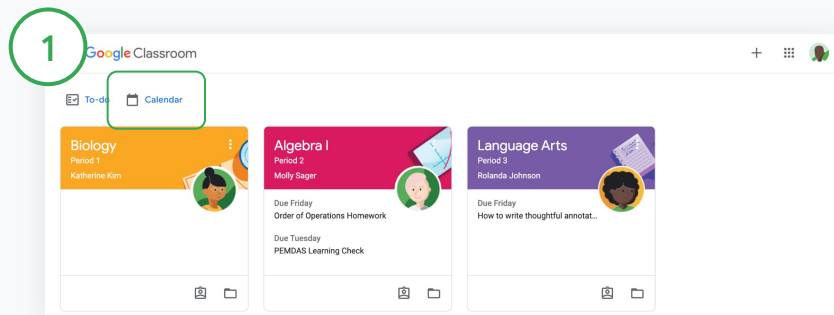 1
Google Classroom
To-do
Calendar
Biology
Period 1
Katherine Kim
Algebra I
Period 2
Molly Sager
Due Friday
Order of Operations Homework
Due Tuesday
PEMDAS Learning Check
Language Arts
Period 3
Rolanda Johnson
Due Friday
How to write thoughtful annotat...